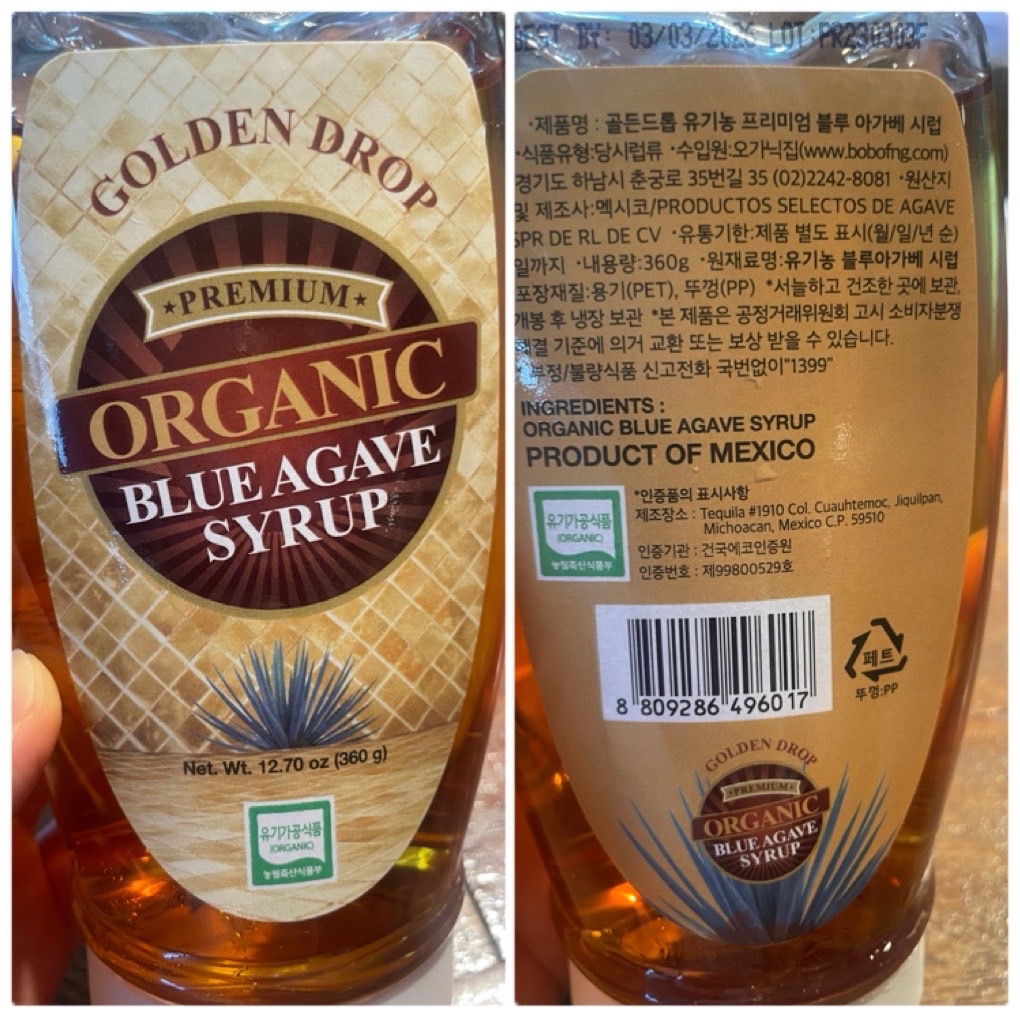 GOLDEN DROP
PREMIUM
ORGANIC
BLUE AGAVE
SYRUP
Net. Wt. 12.70 oz (360 g)
유기가공식품
(ORGANIC)
농림축산식품부
BEST BY: 03/03/2026 LOT:PR230303F
•제품명 : 골든드롭 유기농 프리미엄 블루 아가베 시럽
•식품유형:당시럽류 •수입원:오가닉집(www.bobofng.com)
경기도 하남시 춘궁로 35번길 35 (02)2242-8081 •원산지
및 제조사:멕시코/PRODUCTOS SELECTOS DE AGAVE
SPR DE RL DE CV •유통기한:제품 별도 표시(월/일/년 순)
일까지 •내용량:360g •원재료명:유기농 블루아가베 시럽
포장재질:용기(PET), 뚜껑(PP) *서늘하고 건조한 곳에 보관,
개봉 후 냉장 보관 *본 제품은 공정거래위원회 고시 소비자분쟁
해결 기준에 의거 교환 또는 보상 받을 수 있습니다.
부정/불량식품 신고전화 국번없이"1399"
INGREDIENTS :
ORGANIC BLUE AGAVE SYRUP
PRODUCT OF MEXICO
유기가공식품
(ORGANIC)
농림축산식품부
*인증품의 표시사항
제조장소 : Tequila #1910 Col. Cuauhtemoc, Jiquilpan,
Michoacan, Mexico C.P. 59510
인증기관 : 건국에코인증원
인증번호 : 제99800529호
8 809286 496017
페트
뚜껑:PP
GOLDEN DROP
PREMIUM
ORGANIC
BLUE AGAVE
SYRUP